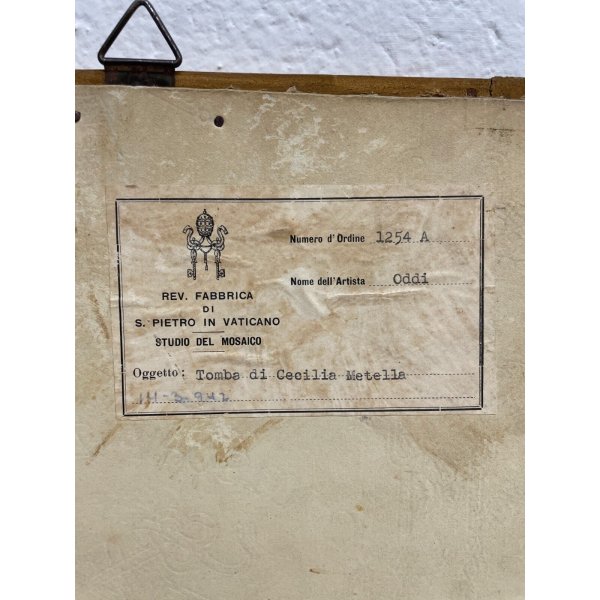 REV. FABBRICA
DI
S. PIETRO IN VATICANO
STUDIO DEL MOSAICO
Numero d'Ordine 1254 A
Nome dell'Artista Oddi
Oggetto: Tomba di Cecilia Metella